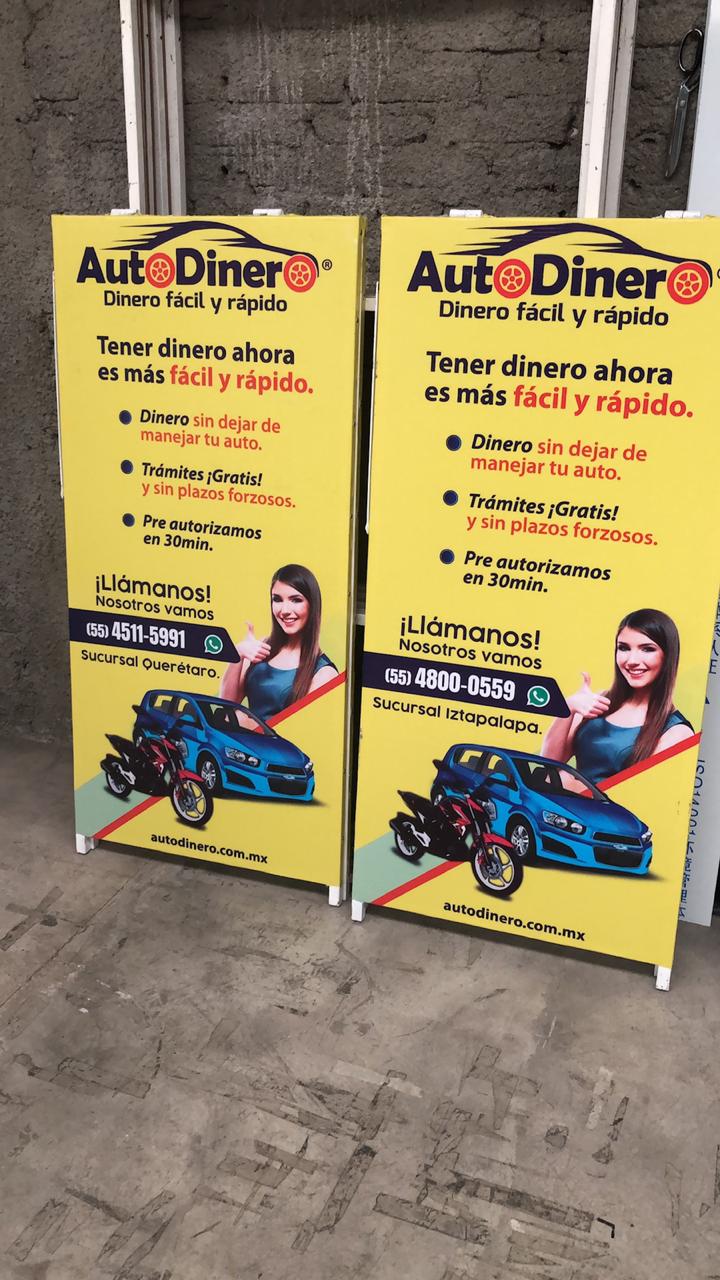 AutoDinero®
Dinero fácil y rápido
Tener dinero ahora
es más fácil y rápido.
Dinero sin dejar de
manejar tu auto.
Trámites ¡Gratis!
y sin plazos forzosos.
Pre autorizamos
en 30min.
¡Llámanos!
Nosotros vamos
(55) 4511-5991
Sucursal Querétaro.
autodinero.com.mx
AutoDinero
Dinero fácil y rápido
Tener dinero ahora
es más fácil y rápido.
Dinero sin dejar de
manejar tu auto.
Trámites ¡Gratis!
y sin plazos forzosos.
Pre autorizamos
en 30min.
¡Llámanos!
Nosotros vamos
(55) 4800-0559
Sucursal Iztapalapa.
autodinero.com.mx
ISO14001